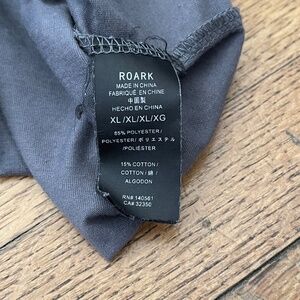 ROARK
MADE IN CHINA
FABRIQUÉ EN CHINE
中国製
HECHO EN CHINA
XL/XL/XL/XG
85% POLYESTER/
POLYESTER/ポリエステル
/POLIÉSTER
15% COTTON/
COTTON/綿/
ALGODON
RN# 140561
CA# 32350